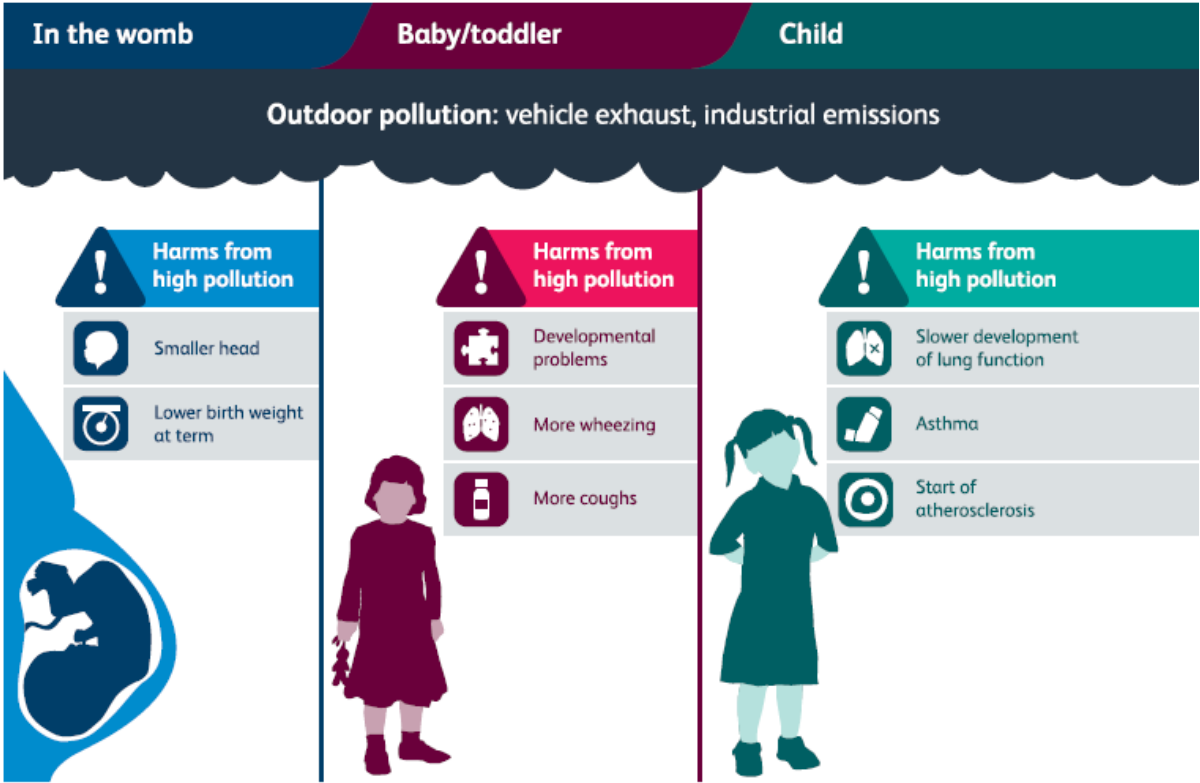 In the womb
Baby/toddler
Child
Outdoor pollution: vehicle exhaust, industrial emissions
!
Harms from
high pollution
Smaller head
Lower birth weight
at term
!
Harms from
high pollution
Developmental
problems
More wheezing
More coughs
!
Harms from
high pollution
Slower development
of lung function
Asthma
Start of
atherosclerosis